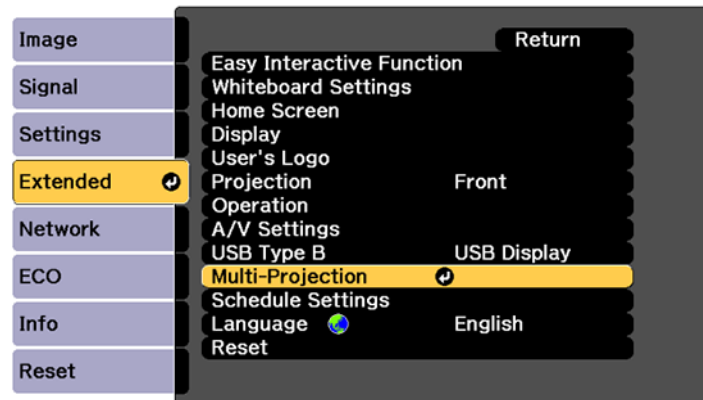 Image
Signal
Settings
Extended
Network
ECO
Info
Reset
Return
Easy Interactive Function
Whiteboard Settings
Home Screen
Display
User's Logo
Projection Front
Operation
A/V Settings
USB Type B USB Display
Multi-Projection
Schedule Settings
Language English
Reset